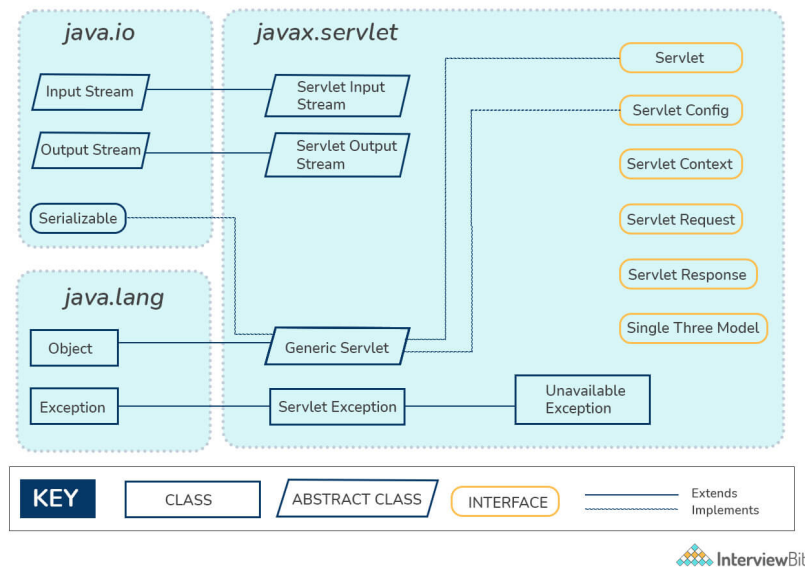 java.io
javax.servlet
Input Stream
Servlet Input
Stream
Servlet
Servlet Config
Output Stream
Servlet Output
Stream
Servlet Context
Serializable
Servlet Request
Servlet Response
java.lang
Single Three Model
Object
Generic Servlet
Exception
Servlet Exception
Unavailable
Exception
KEY
CLASS
ABSTRACT CLASS
INTERFACE
Extends
Implements
InterviewBit